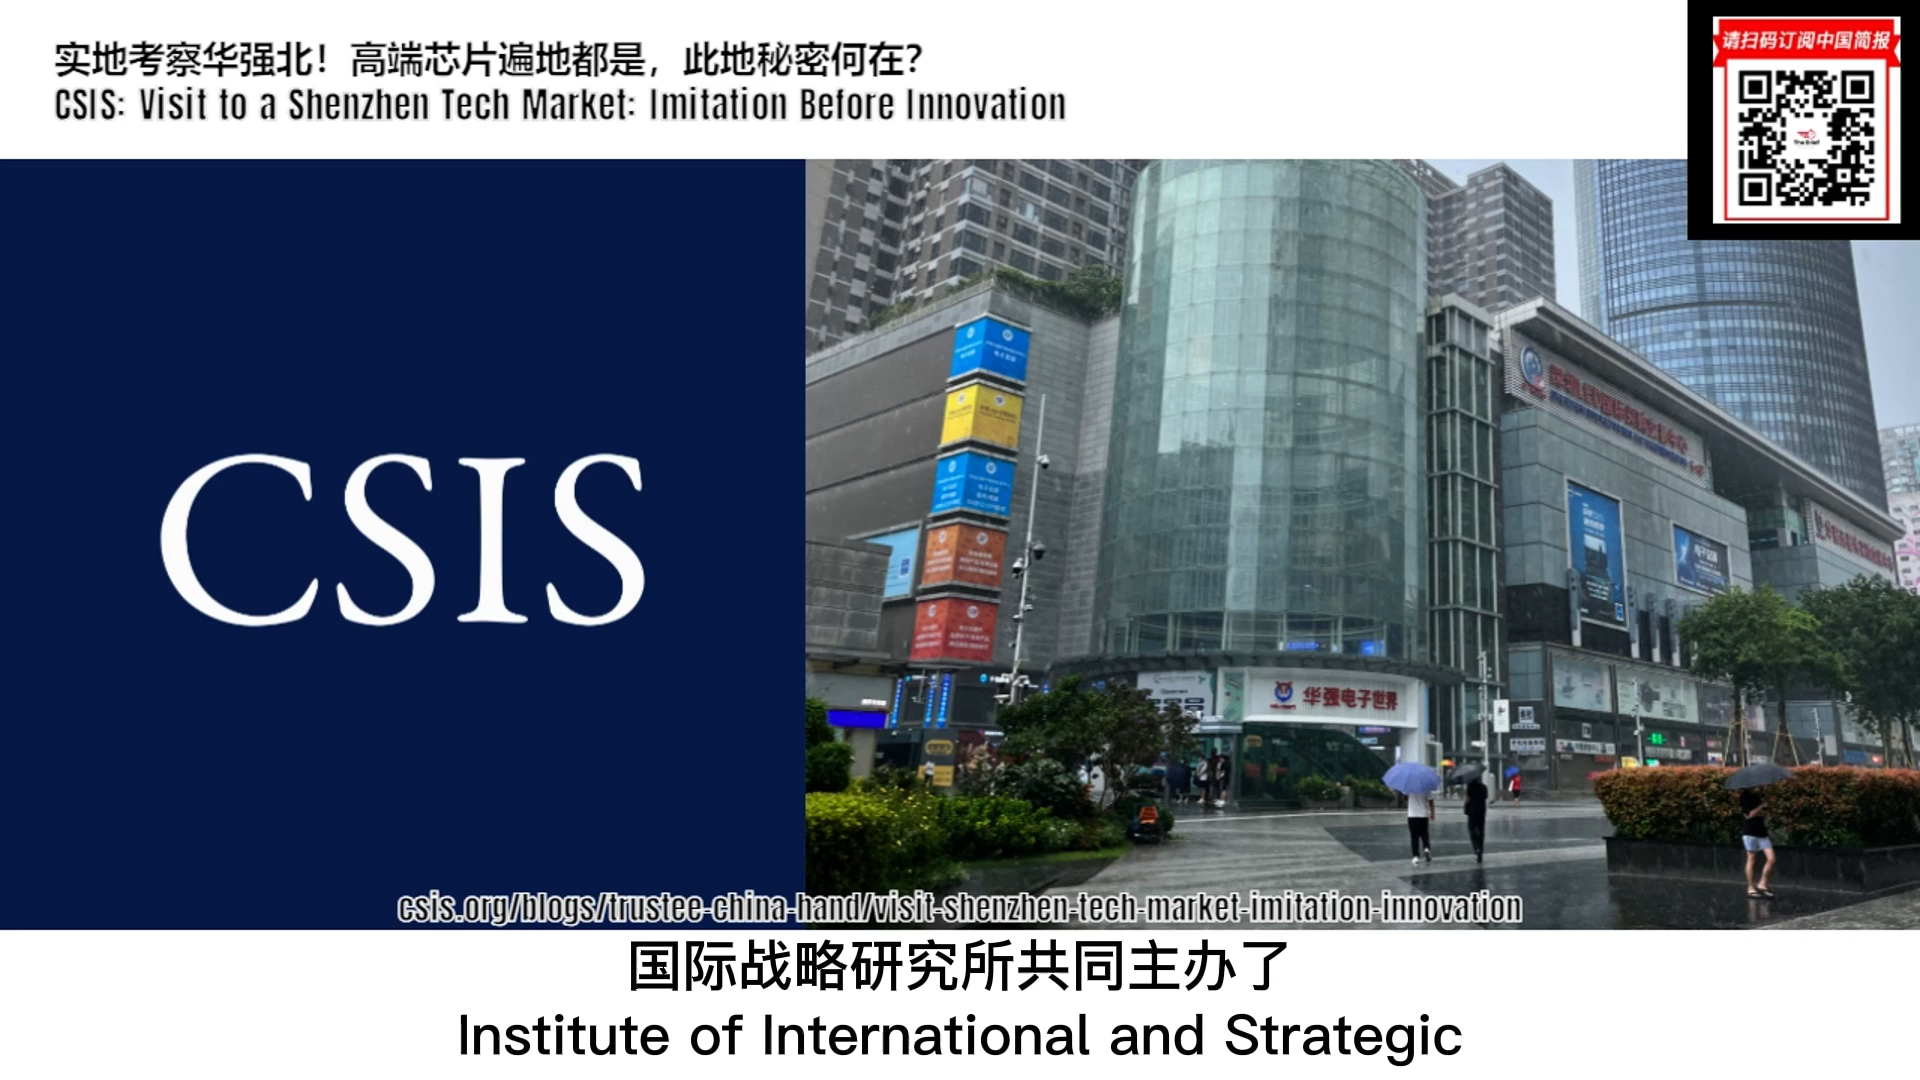 实地考察华强北！高端芯片遍地都是，此地秘密何在？
CSIS: Visit to a Shenzhen Tech Market: Imitation Before Innovation
请扫码订阅中国简报
CSIS
华强电子世界
csis.org/blogs/trustee-china-hand/visit-shenzhen-tech-market-imitation-innovation
国际战略研究所共同主办了
Institute of International and Strategic